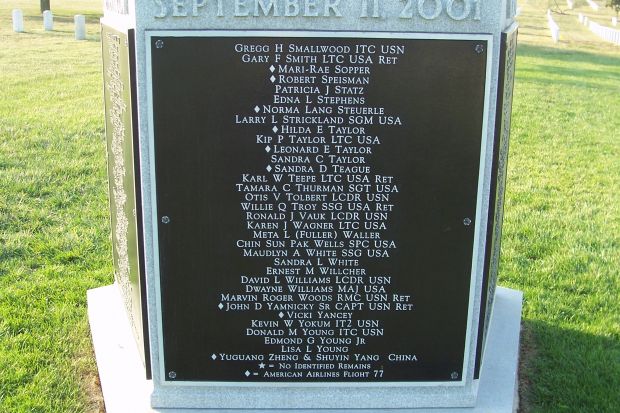 SEPTEMBER 11, 2001
GREGG H SMALLWOOD ITC USN
GARY F SMITH LTC USA RET
♦ MARI-RAE SOPPER
♦ ROBERT SPEISMAN
PATRICIA J STATZ
EDNA L STEPHENS
♦ NORMA LANG STEUERLE
LARRY L STRICKLAND SGM USA
♦ HILDA E TAYLOR
KIP P TAYLOR LTC USA
♦ LEONARD E TAYLOR
SANDRA C TAYLOR
♦ SANDRA D TEAGUE
KARL W TEEPE LTC USA RET
TAMARA C THURMAN SGT USA
OTIS V TOLBERT LCDR USN
WILLIE Q TROY SSG USA RET
RONALD J VAUK LCDR USN
KAREN J WAGNER LTC USA
META L (FULLER) WALLER
CHIN SUN PAK WELLS SPC USA
MAUDLYN A WHITE SSG USA
SANDRA L WHITE
ERNEST M WILLCHER
DAVID L WILLIAMS LCDR USN
DWAYNE WILLIAMS MAJ USA
MARVIN ROGER WOODS RMC USN RET
♦ JOHN D YAMNICKY SR CAPT USN RET
♦ VICKI YANCEY
KEVIN W YOKUM IT2 USN
DONALD M YOUNG ITC USN
EDMOND G YOUNG JR
LISA L YOUNG
♦ YUGUANG ZHENG & SHUYIN YANG CHINA
★ = NO IDENTIFIED REMAINS
♦ = AMERICAN AIRLINES FLIGHT 77